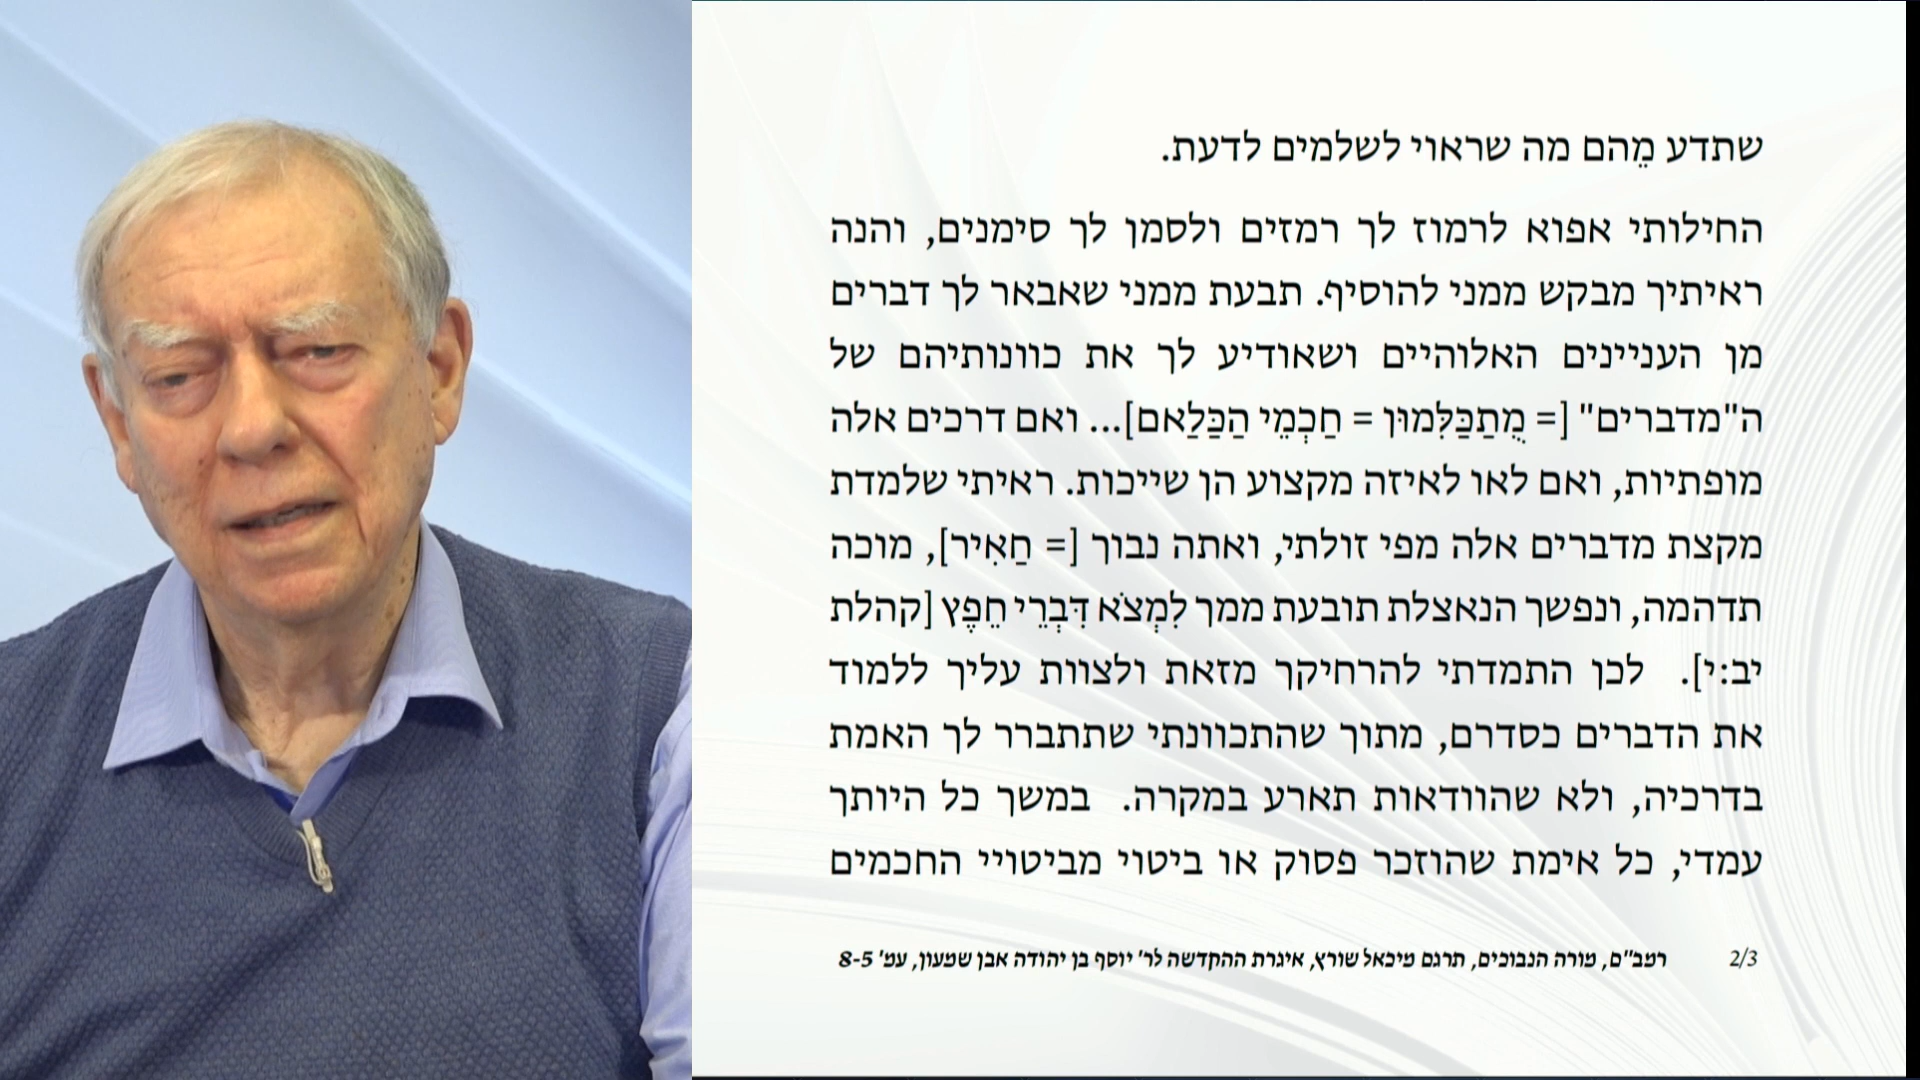 שתדע מֵהם מה שראוי לשלמים לדעת.
החילותי אפוא לרמוז לך רמזים ולסמן לך סימנים, והנה
ראיתיך מבקש ממני להוסיף. תבעת ממני שאבאר לך דברים
מן העניינים האלוהיים ושאודיע לך את כוונותיהם של
ה"מדברים" [= מֻתַכַּלִּמוּן = חַכְמֵי הַכַּלַאם]... ואם דרכים אלה
מופתיות, ואם לאו לאיזה מקצוע הן שייכות. ראיתי שלמדת
מקצת מדברים אלה מפי זולתי, ואתה נבוך [= חַאִיר], מוכה
תדהמה, ונפשך הנאצלת תובעת ממך לִמְצֹא דִּבְרֵי חֵפֶץ [קהלת
יב:י]. לכן התמדתי להרחיקך מזאת ולצוות עליך ללמוד
את הדברים כסדרם, מתוך שהתכוונתי שתתברר לך האמת
בדרכיה, ולא שהוודאות תארע במקרה. במשך כל היותך
עמדי, כל אימת שהוזכר פסוק או ביטוי מביטויי החכמים
2/3 רמב"ם, מורה הנבוכים, תרגם מיכאל שורץ, איגרת ההקדשה לר' יוסף בן יהודה אבן שמעון, עמ' 8-5